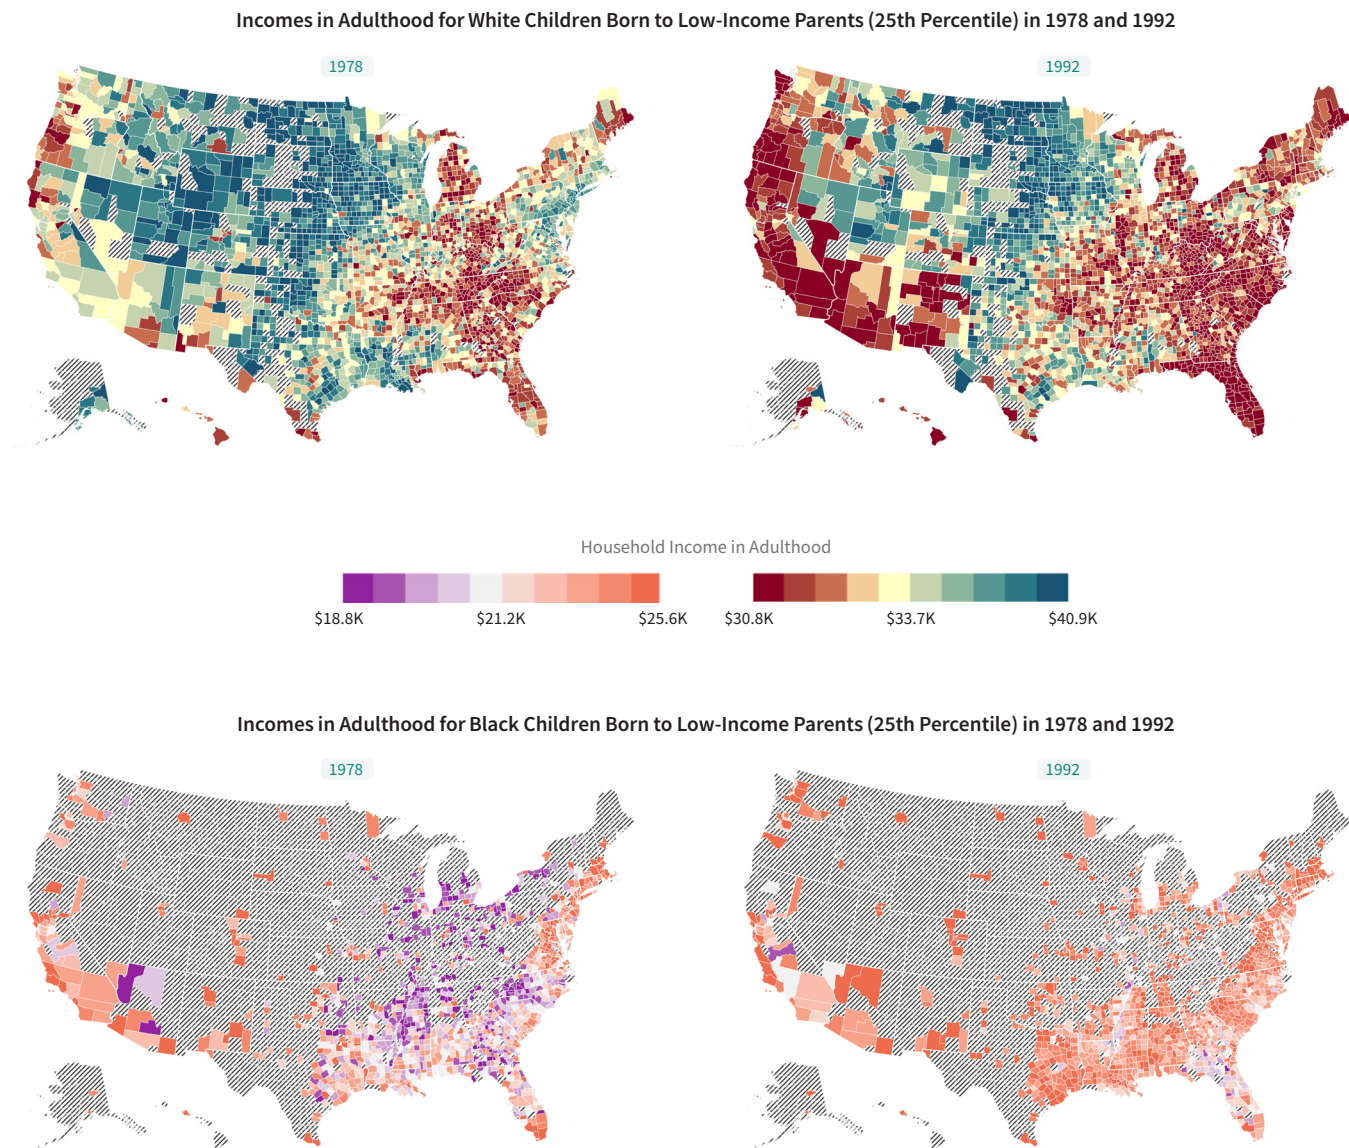 Incomes in Adulthood for White Children Born to Low-Income Parents (25th Percentile) in 1978 and 1992
1978
1992
Household Income in Adulthood
$18.8K
$21.2K
$25.6K
$30.8K
$33.7K
$40.9K
Incomes in Adulthood for Black Children Born to Low-Income Parents (25th Percentile) in 1978 and 1992
1978
1992